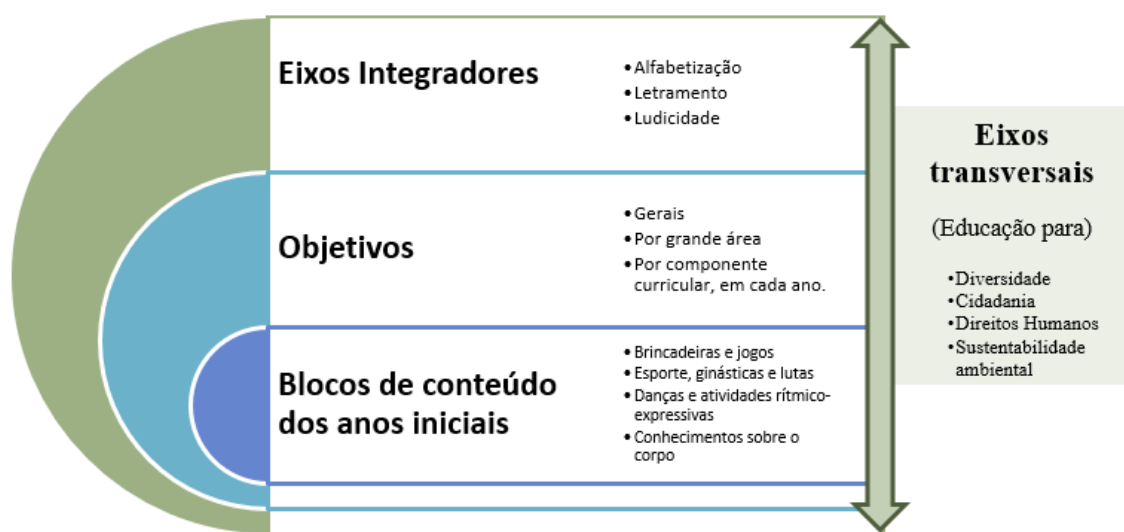 Eixos Integradores
•Alfabetização
•Letramento
•Ludicidade
Objetivos
•Gerais
•Por grande área
•Por componente
curricular, em cada ano.
Blocos de conteúdo
dos anos iniciais
•Brincadeiras e jogos
•Esporte, ginásticas e lutas
•Danças e atividades rítmico-
expressivas
•Conhecimentos sobre o
corpo
Eixos
transversais
(Educação para)
•Diversidade
•Cidadania
•Direitos Humanos
•Sustentabilidade
ambiental